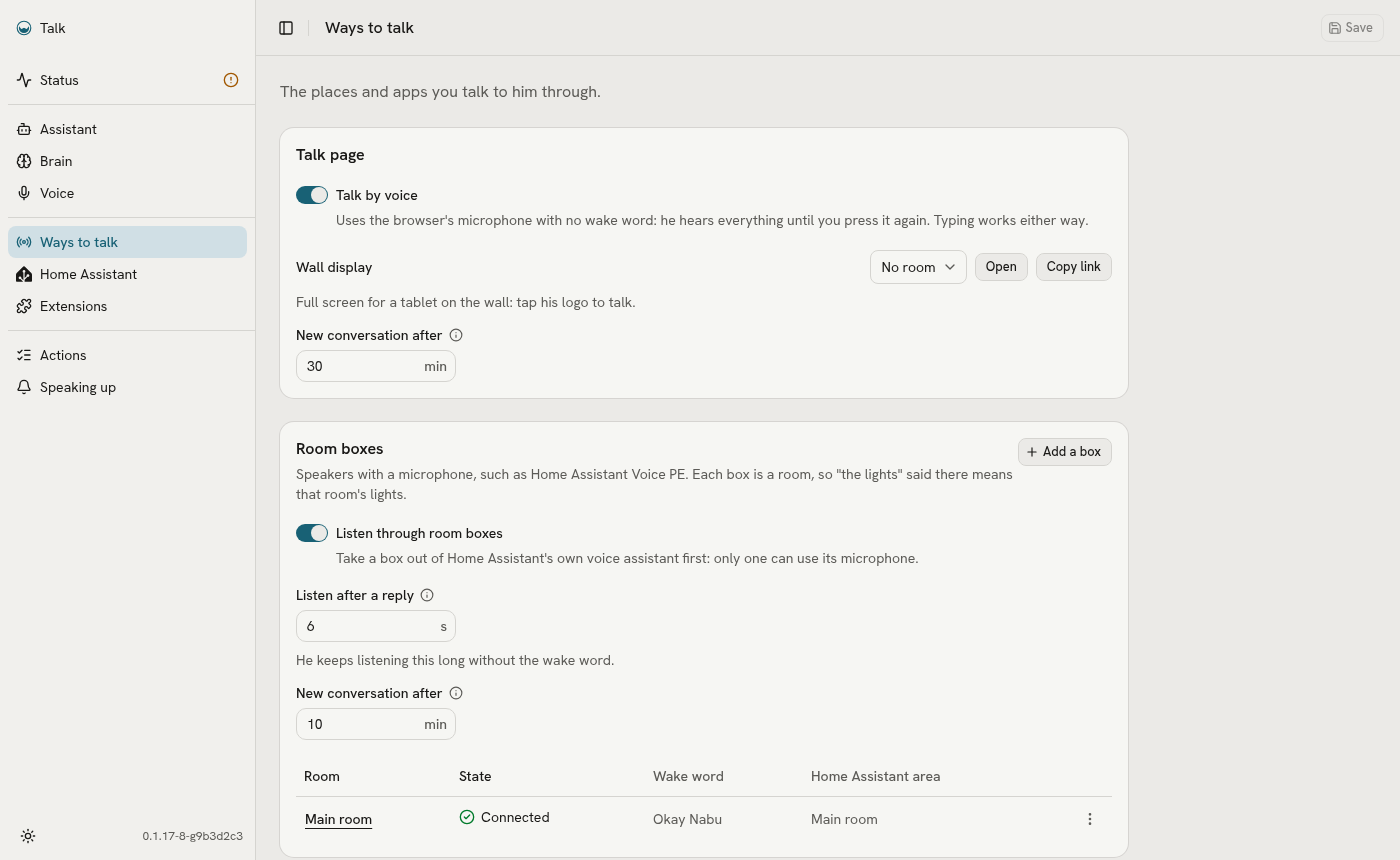 Talk
Status
Assistant
Brain
Voice
Ways to talk
Home Assistant
Extensions
Actions
Speaking up
0.1.17-8-g9b3d2c3
Ways to talk
Save
The places and apps you talk to him through.
Talk page
Talk by voice
Uses the browser's microphone with no wake word: he hears everything until you press it again. Typing works either way.
Wall display
No room
Open
Copy link
Full screen for a tablet on the wall: tap his logo to talk.
New conversation after
30 min
Room boxes
Add a box
Speakers with a microphone, such as Home Assistant Voice PE. Each box is a room, so "the lights" said there means
that room's lights.
Listen through room boxes
Take a box out of Home Assistant's own voice assistant first: only one can use its microphone.
Listen after a reply
6 s
He keeps listening this long without the wake word.
New conversation after
10 min
Room State Wake word Home Assistant area
Main room Connected Okay Nabu Main room